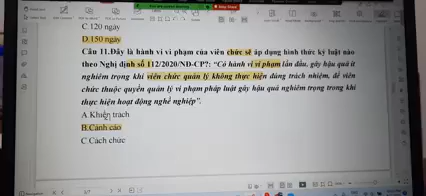 C 120 ngày
D.150 ngày
Câu 11.Đây là hành vi vi phạm của viên chức sẽ áp dụng hình thức kỷ luật nào
theo Nghị định số 112/2020/NĐ-CP?: "Có hành vi vi phạm lần đầu, gây hậu quả ít
nghiêm trọng khi viên chức quản lý không thực hiện đúng trách nhiệm, để viên
chức thuộc quyền quản lý vi phạm pháp luật gây hậu quả nghiêm trọng trong khi
thực hiện hoạt động nghề nghiệp".
A Khiển trách
B.Cảnh cáo
C Cách chức